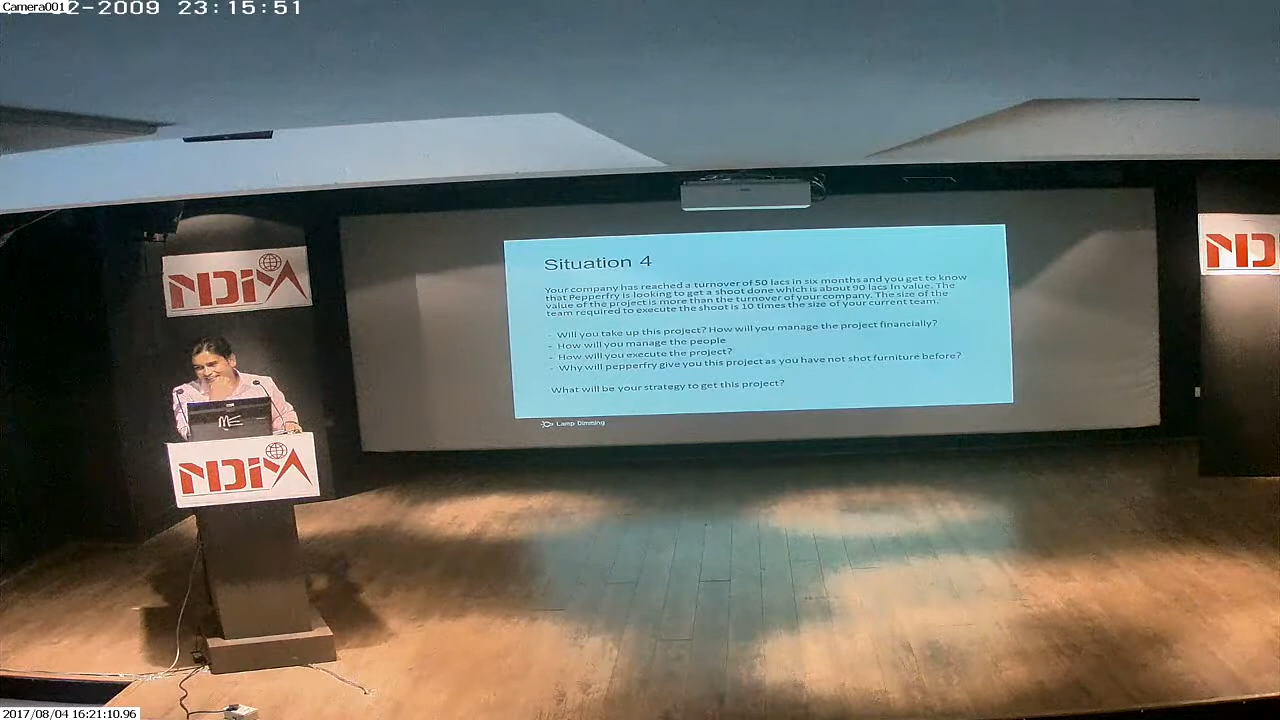 Camera001
-2009 23:15:51
NDIM
NDI
Situation 4
Your company has reached a turnover of 50 lacs in six months and you get to know
that Pepperfry is looking to get a shoot done which is about 90 lacs in value. The
value of the project is more than the turnover of your company. The size of the
team required to execute the shoot is 10 times the size of your current team.
- Will you take up this project? How will you manage the project financially?
- How will you manage the people
- How will you execute the project?
- Why will pepperfry give you this project as you have not shot furniture before?
What will be your strategy to get this project?
Lamp Dimming
NDIM
2017/08/04 16:21:10.96